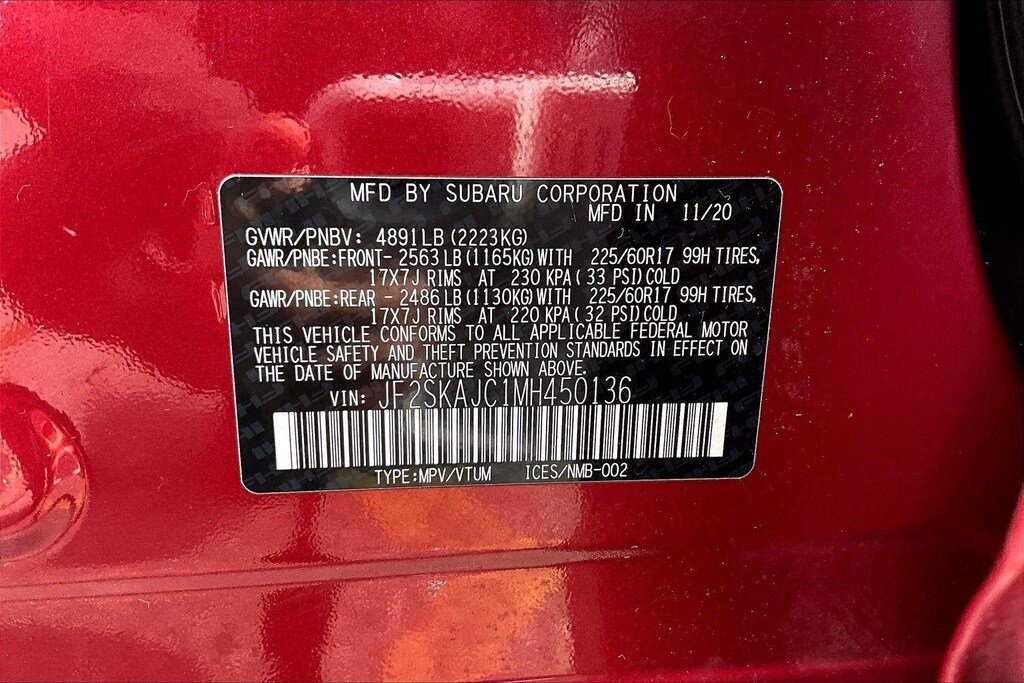 MFD BY SUBARU CORPORATION
MFD IN 11/20
GVWR/PNBV: 4891LB (2223KG)
GAWR/PNBE:FRONT- 2563 LB (1165KG) WITH 225/60R17 99H TIRES,
17X7J RIMS AT 230 KPA ( 33 PSI) COLD
GAWR/PNBE:REAR - 2486 LB (1130KG) WITH 225/60R17 99H TIRES,
17X7J RIMS AT 220 KPA ( 32 PSI) COLD
THIS VEHICLE CONFORMS TO ALL APPLICABLE FEDERAL MOTOR
VEHICLE SAFETY AND THEFT PREVENTION STANDARDS IN EFFECT ON
THE DATE OF MANUFACTURE SHOWN ABOVE.
VIN: JF2SKAJC1MH450136
TYPE:MPV/VTUM ICES/NMB-002